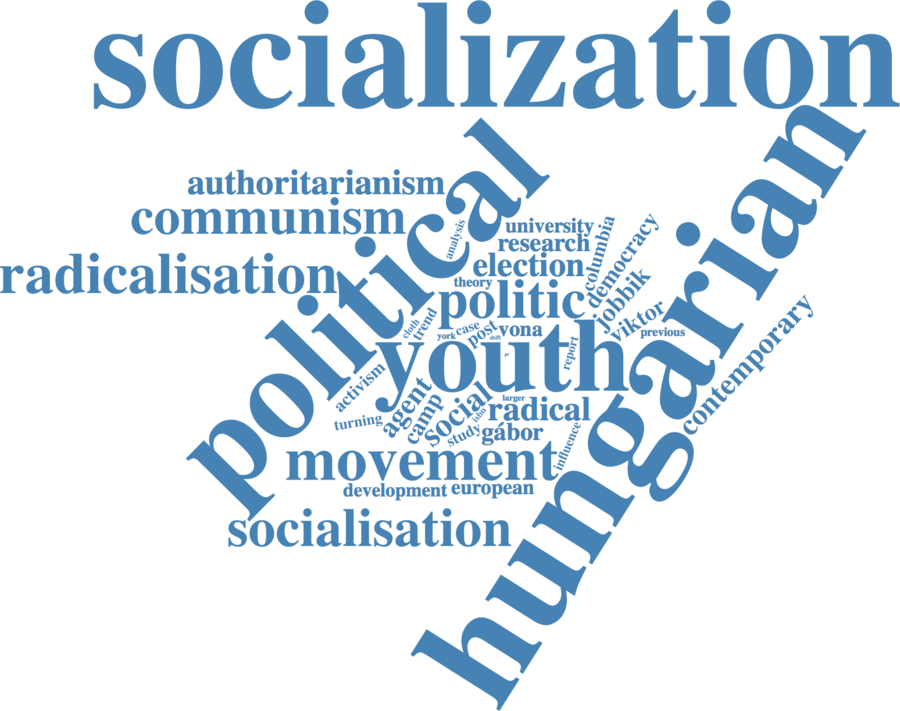 socialization
political
hungarian
authoritarianism
communism
radicalisation
analysis
university
research
election
theory
politic
columbia
democracy
jobbik
viktor
previous
contemporary
cloth
trend
york
case
post
shift
vona
youth
report
activism
agent
camp
turning
social
study
isbn
larger
radical
gábor
influence
movement
development
european
socialisation